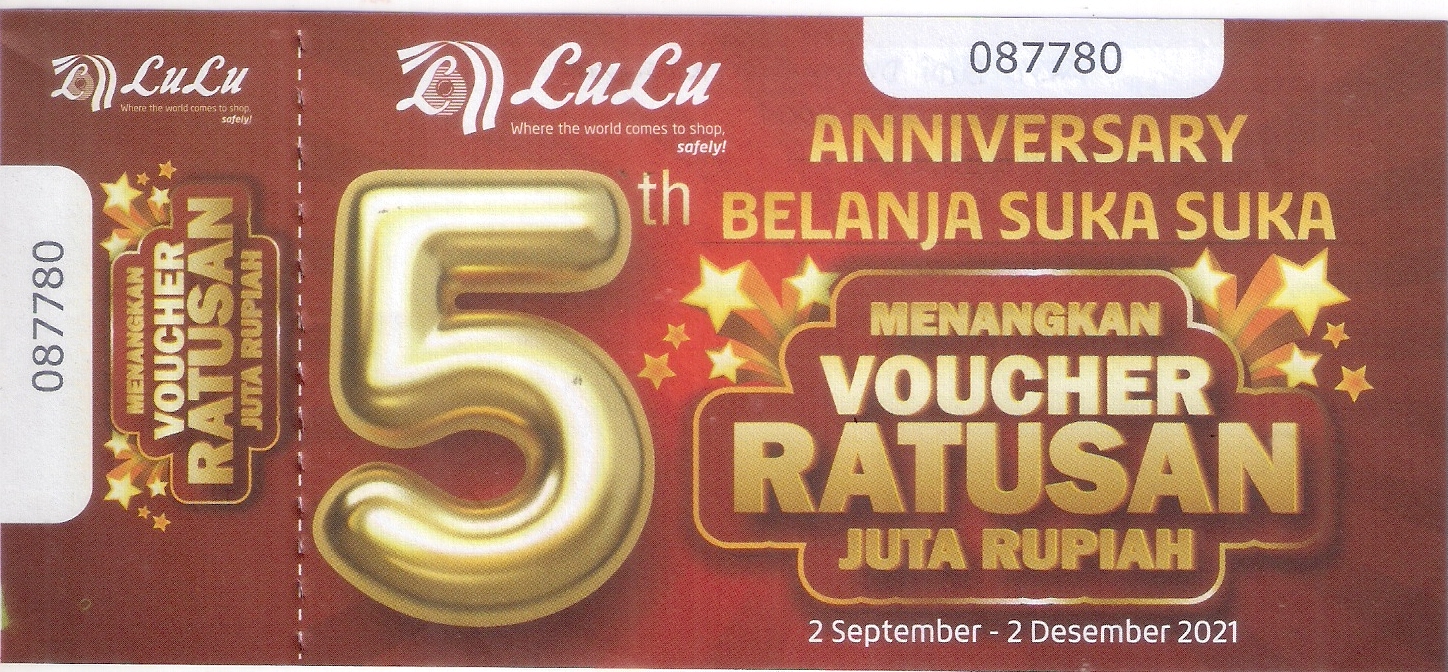 LuLu
Where the world comes to shop,
safely!
087780
MENANGKAN
VOUCHER
RATUSAN
JUTA RUPIAH
LuLu
Where the world comes to shop,
safely!
087780
5th
ANNIVERSARY
BELANJA SUKA SUKA
MENANGKAN
VOUCHER
RATUSAN
JUTA RUPIAH
2 September - 2 Desember 2021